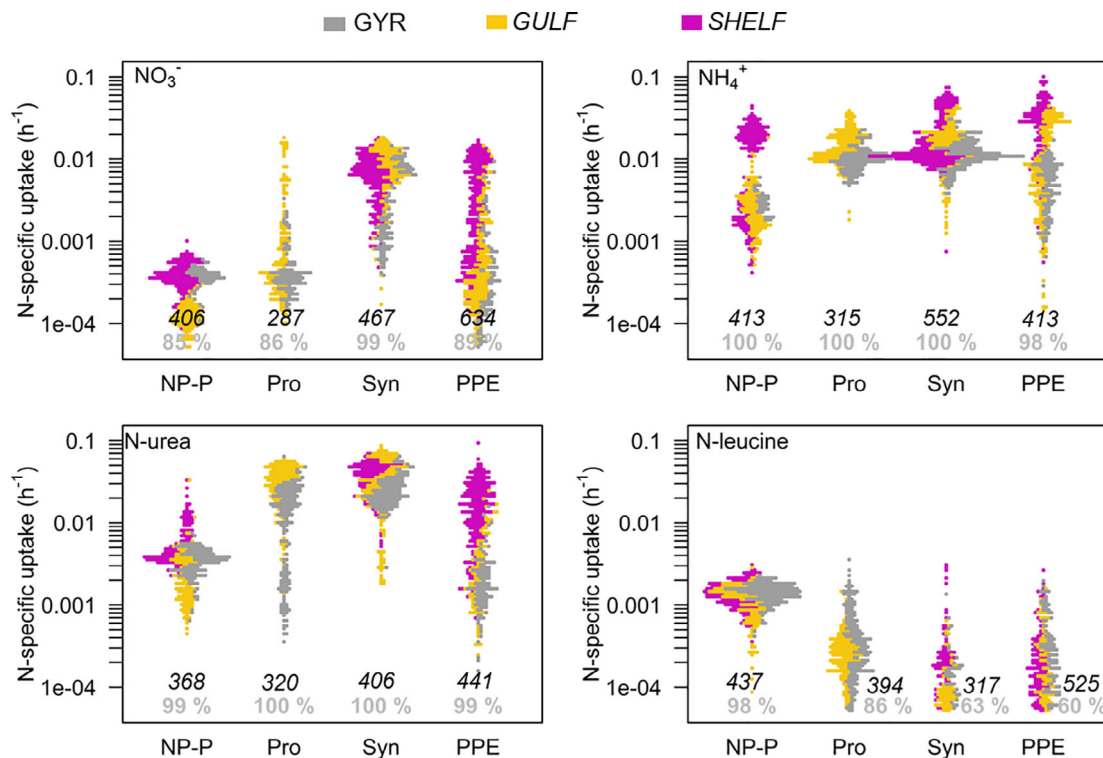 GYR GULF SHELF
NO₃⁻
N-specific uptake (h⁻¹)
0.1
0.01
0.001
1e-04
406 287 467 634
85 % 86 % 99 % 89 %
NP-P Pro Syn PPE
NH₄⁺
N-specific uptake (h⁻¹)
0.1
0.01
0.001
1e-04
413 315 552 413
100 % 100 % 100 % 98 %
NP-P Pro Syn PPE
N-urea
N-specific uptake (h⁻¹)
0.1
0.01
0.001
1e-04
368 320 406 441
99 % 100 % 100 % 99 %
NP-P Pro Syn PPE
N-leucine
N-specific uptake (h⁻¹)
0.1
0.01
0.001
1e-04
437 394 317 525
98 % 86 % 63 % 60 %
NP-P Pro Syn PPE